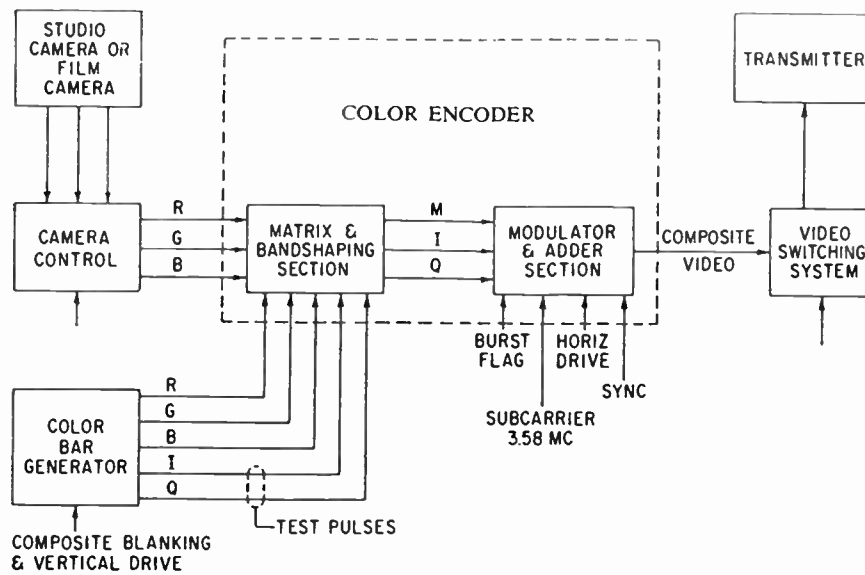 STUDIO
CAMERA OR
FILM
CAMERA
COLOR ENCODER
TRANSMITTER
CAMERA
CONTROL
R
G
B
MATRIX &
BANDSHAPING
SECTION
M
I
Q
MODULATOR
& ADDER
SECTION
COMPOSITE
VIDEO
VIDEO
SWITCHING
SYSTEM
BURST
FLAG
HORIZ
DRIVE
SYNC
SUBCARRIER
3.58 MC
COLOR
BAR
GENERATOR
R
G
B
I
Q
TEST PULSES
COMPOSITE BLANKING
& VERTICAL DRIVE